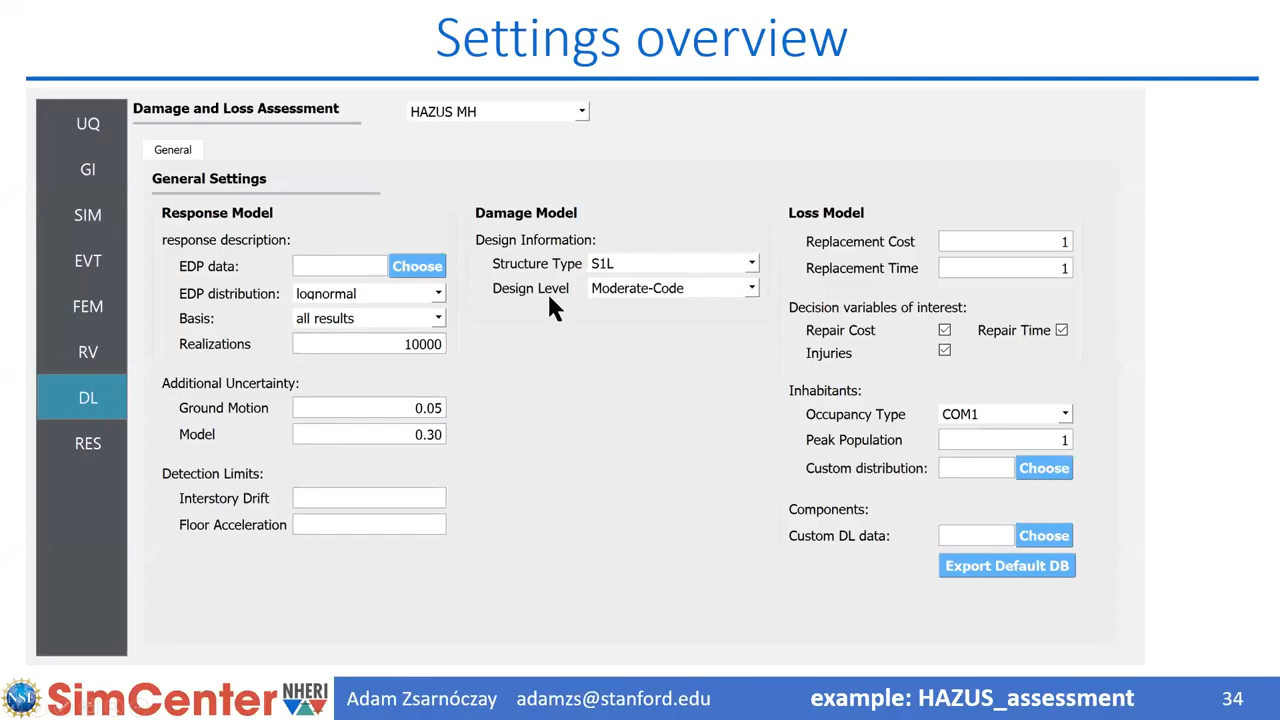 Settings overview
UQ
GI
SIM
EVT
FEM
RV
DL
RES
Damage and Loss Assessment
HAZUS MH
General
General Settings
Response Model
response description:
EDP data: Choose
EDP distribution: lognormal
Basis: all results
Realizations 10000
Additional Uncertainty:
Ground Motion 0.05
Model 0.30
Detection Limits:
Interstory Drift
Floor Acceleration
Damage Model
Design Information:
Structure Type S1L
Design Level Moderate-Code
Loss Model
Replacement Cost 1
Replacement Time 1
Decision variables of interest:
Repair Cost Repair Time
Injuries
Inhabitants:
Occupancy Type COM1
Peak Population 1
Custom distribution: Choose
Components:
Custom DL data: Choose
Export Default DB
NSF SimCenter NHERI Adam Zsarnóczay adamzs@stanford.edu example: HAZUS_assessment 34